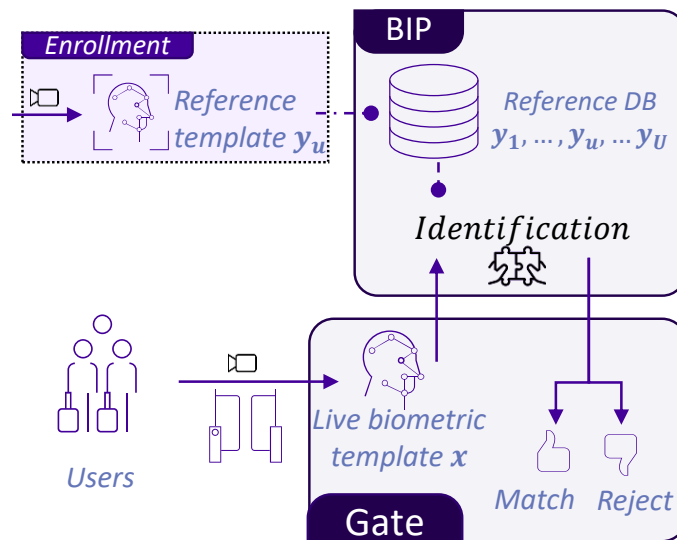 Enrollment
Reference
template y_u
BIP
Reference DB
y_1, ... , y_u, ... y_U
Identification
Users
Live biometric
template x
Match
Reject
Gate